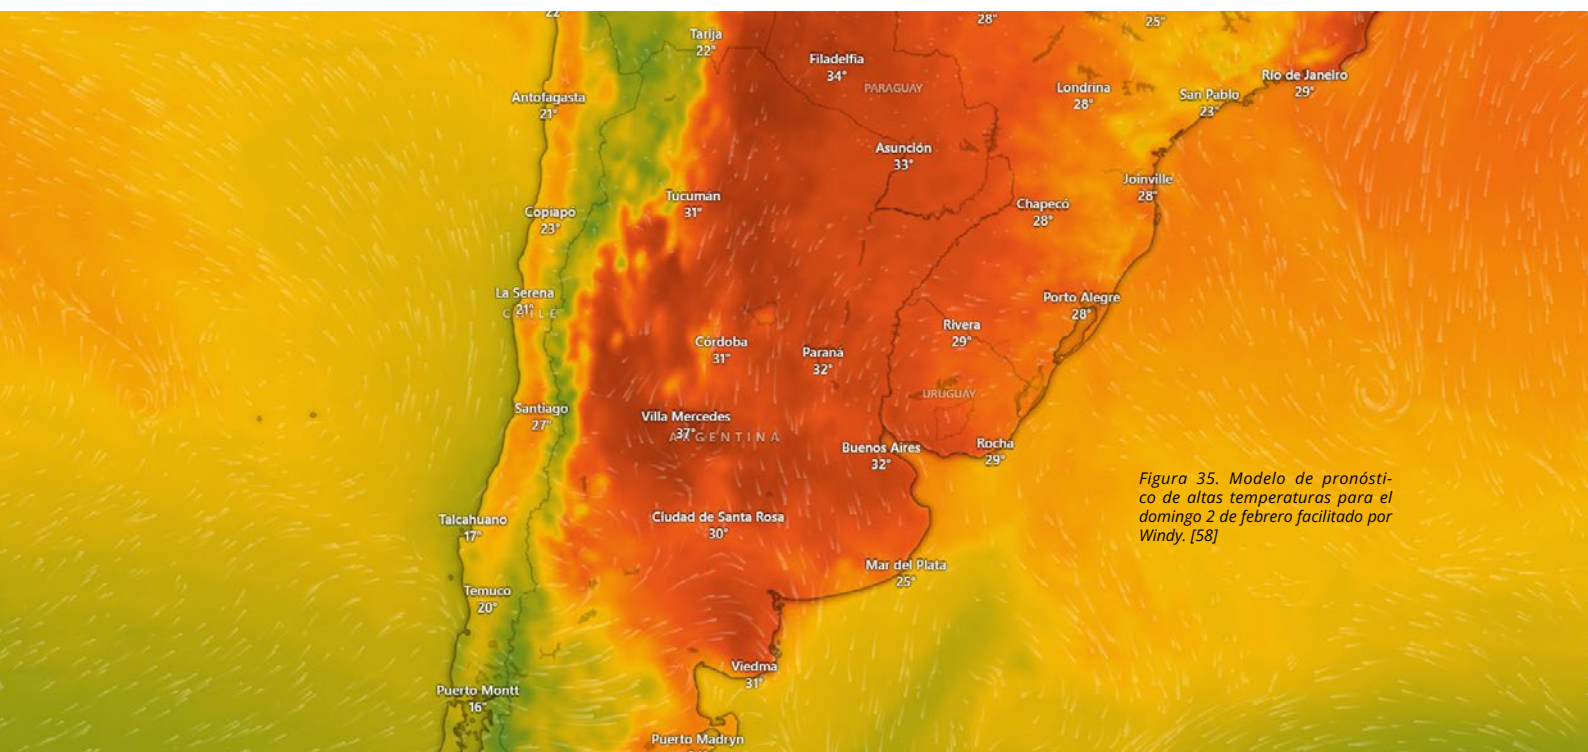 22
28°
25°
Tarija
22°
Filadelfia
34°
PARAGUAY
Londrina
28°
Río de Janeiro
29°
San Pablo
23°
Antofagasta
21°
Asunción
33°
Joinville
28°
Tucumán
31°
Chapecó
28°
Copiapó
23°
La Serena
21°
CHILE
Porto Alegre
28°
Rivera
29°
Córdoba
31°
Paraná
32°
URUGUAY
Santiago
27°
Villa Mercedes
37°
ARGENTINA
Buenos Aires
32°
Rocha
29°
Figura 35. Modelo de pronósti-
co de altas temperaturas para el
domingo 2 de febrero facilitado por
Windy. [58]
Talcahuano
17°
Ciudad de Santa Rosa
30°
Mar del Plata
25°
Temuco
20°
Viedma
31°
Puerto Montt
16°
Puerto Madryn